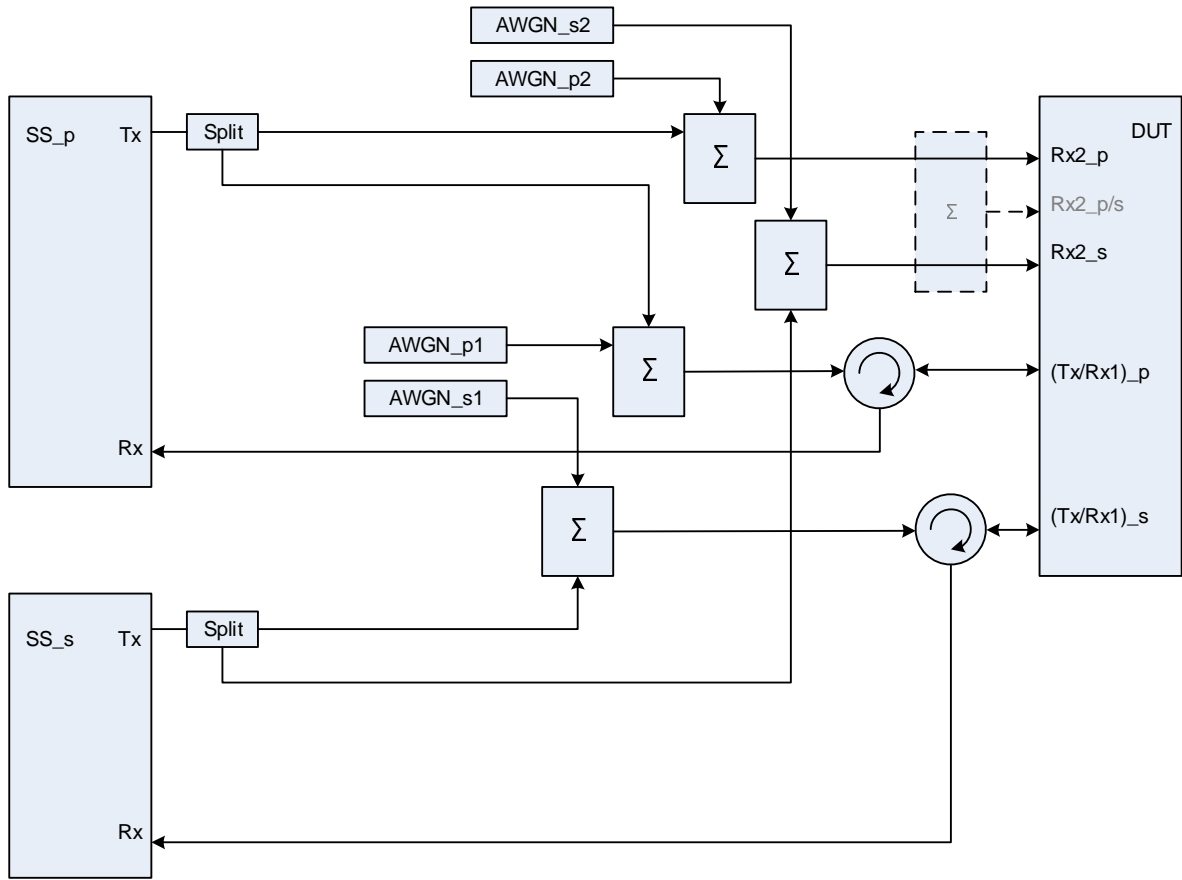 AWGN_s2
AWGN_p2
SS_p
Tx
Split
Σ
DUT
Rx2_p
Σ
Rx2_p/s
Σ
Rx2_s
AWGN_p1
Σ
(Tx/Rx1)_p
AWGN_s1
Rx
Σ
(Tx/Rx1)_s
SS_s
Tx
Split
Rx